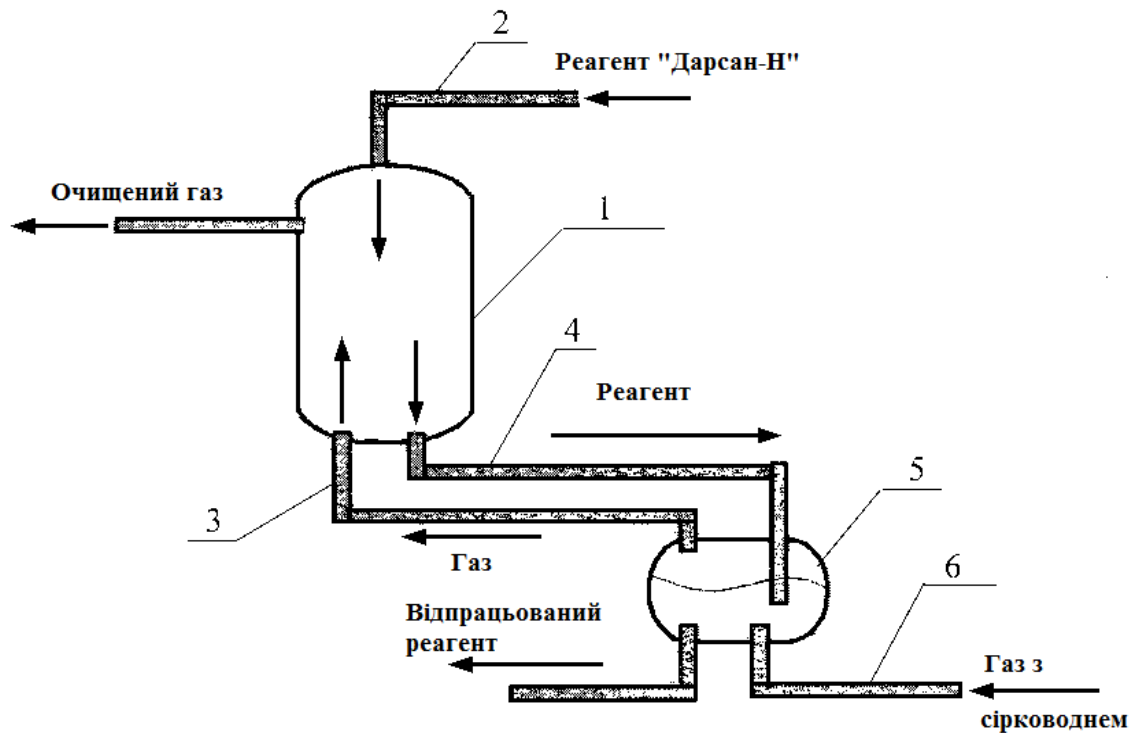 2
Реагент "Дарсан-Н"
Очищений газ
1
4
Реагент
3
5
Газ
6
Відпрацьований
реагент
Газ з
сірководнем